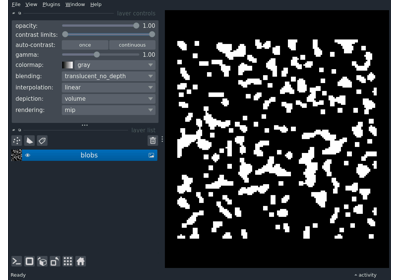 File View Plugins Window Help
layer controls
opacity: 1.00
contrast limits:
auto-contrast: once continuous
gamma: 1.00
colormap: gray
blending: translucent_no_depth
interpolation: linear
depiction: volume
rendering: mip
layer list
blobs
Ready
activity